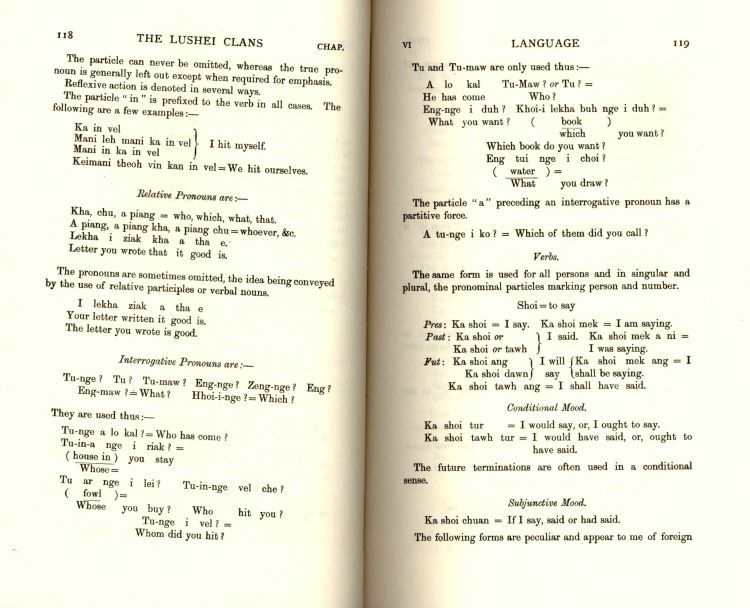 118 THE LUSHEI CLANS CHAP.
The particle can never be omitted, whereas the true pro-
noun is generally left out except when required for emphasis.
Reflexive action is denoted in several ways.
The particle "in" is prefixed to the verb in all cases. The
following are a few examples:—
Ka in vel
Mani leh mani ka in vel } I hit myself.
Mani in ka in vel
Keimani theoh vin kan in vel = We hit ourselves.
Relative Pronouns are:—
Kha, chu, a piang = who, which, what, that.
A piang, a piang kha, a piang chu = whoever, &c.
Lekha i ziak kha a tha e.
Letter you wrote that it good is.
The pronouns are sometimes omitted, the idea being conveyed
by the use of relative participles or verbal nouns.
I lekha ziak a tha e
Your letter written it good is.
The letter you wrote is good.
Interrogative Pronouns are:—
Tu-nge? Tu? Tu-maw? Eng-nge? Zeng-nge? Eng?
Eng-maw? = What? Hhoi-i-nge? = Which?
They are used thus:—
Tu-nge a lo kal? = Who has come?
Tu-in-a nge i riak? =
(house in) you stay
Whose =
Tu ar nge i lei? Tu-in-nge vel che?
( fowl ) =
Whose you buy? Who hit you?
Tu-nge i vel? =
Whom did you hit?
VI LANGUAGE 119
Tu and Tu-maw are only used thus:—
A lo kal Tu-Maw? or Tu? =
He has come Who?
Eng-nge i duh? Khoi-i lekha buh nge i duh? =
What you want? ( book )
which you want?
Which book do you want?
Eng tui nge i choi?
( water ) =
What you draw?
The particle "a" preceding an interrogative pronoun has a
partitive force.
A tu-nge i ko? = Which of them did you call?
Verbs.
The same form is used for all persons and in singular and
plural, the pronominal particles marking person and number.
Shoi = to say
Pres: Ka shoi = I say. Ka shoi mek = I am saying.
Past: Ka shoi or } I said. Ka shoi mek a ni =
Ka shoi or tawh } I was saying.
Fut: Ka shoi ang } I will { Ka shoi mek ang = I
Ka shoi dawn } say { shall be saying.
Ka shoi tawh ang = I shall have said.
Conditional Mood.
Ka shoi tur = I would say, or, I ought to say.
Ka shoi tawh tur = I would have said, or, ought to
have said.
The future terminations are often used in a conditional
sense.
Subjunctive Mood.
Ka shoi chuan = If I say, said or had said.
The following forms are peculiar and appear to me of foreign